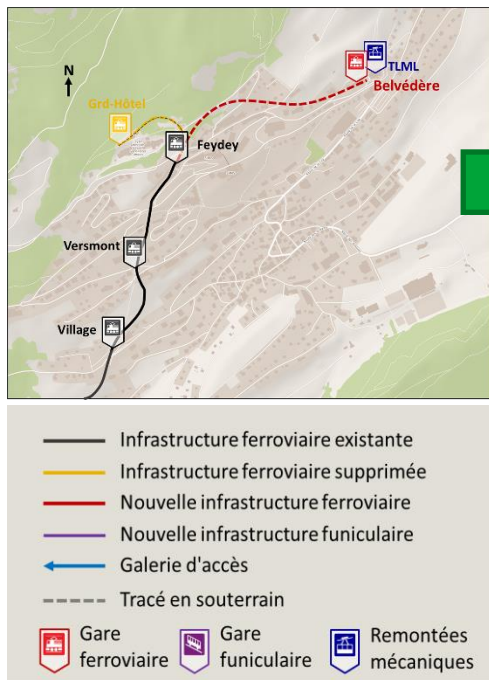 N
TLML
Belvédère
Grd-Hôtel
Feydey
Versmont
Village
Infrastructure ferroviaire existante
Infrastructure ferroviaire supprimée
Nouvelle infrastructure ferroviaire
Nouvelle infrastructure funiculaire
Galerie d'accès
Tracé en souterrain
Gare ferroviaire
Gare funiculaire
Remontées mécaniques